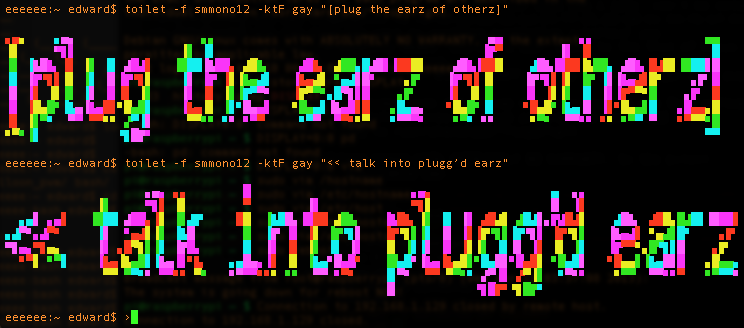 eeeeee:~ edward$ toilet -f smmono12 -ktF gay "[plug the earz of otherz]"
[plug the earz of otherz]
eeeeee:~ edward$ toilet -f smmono12 -ktF gay "<< talk into plugg’d earz"
<< talk into plugg’d earz
eeeeee:~ edward$ ›